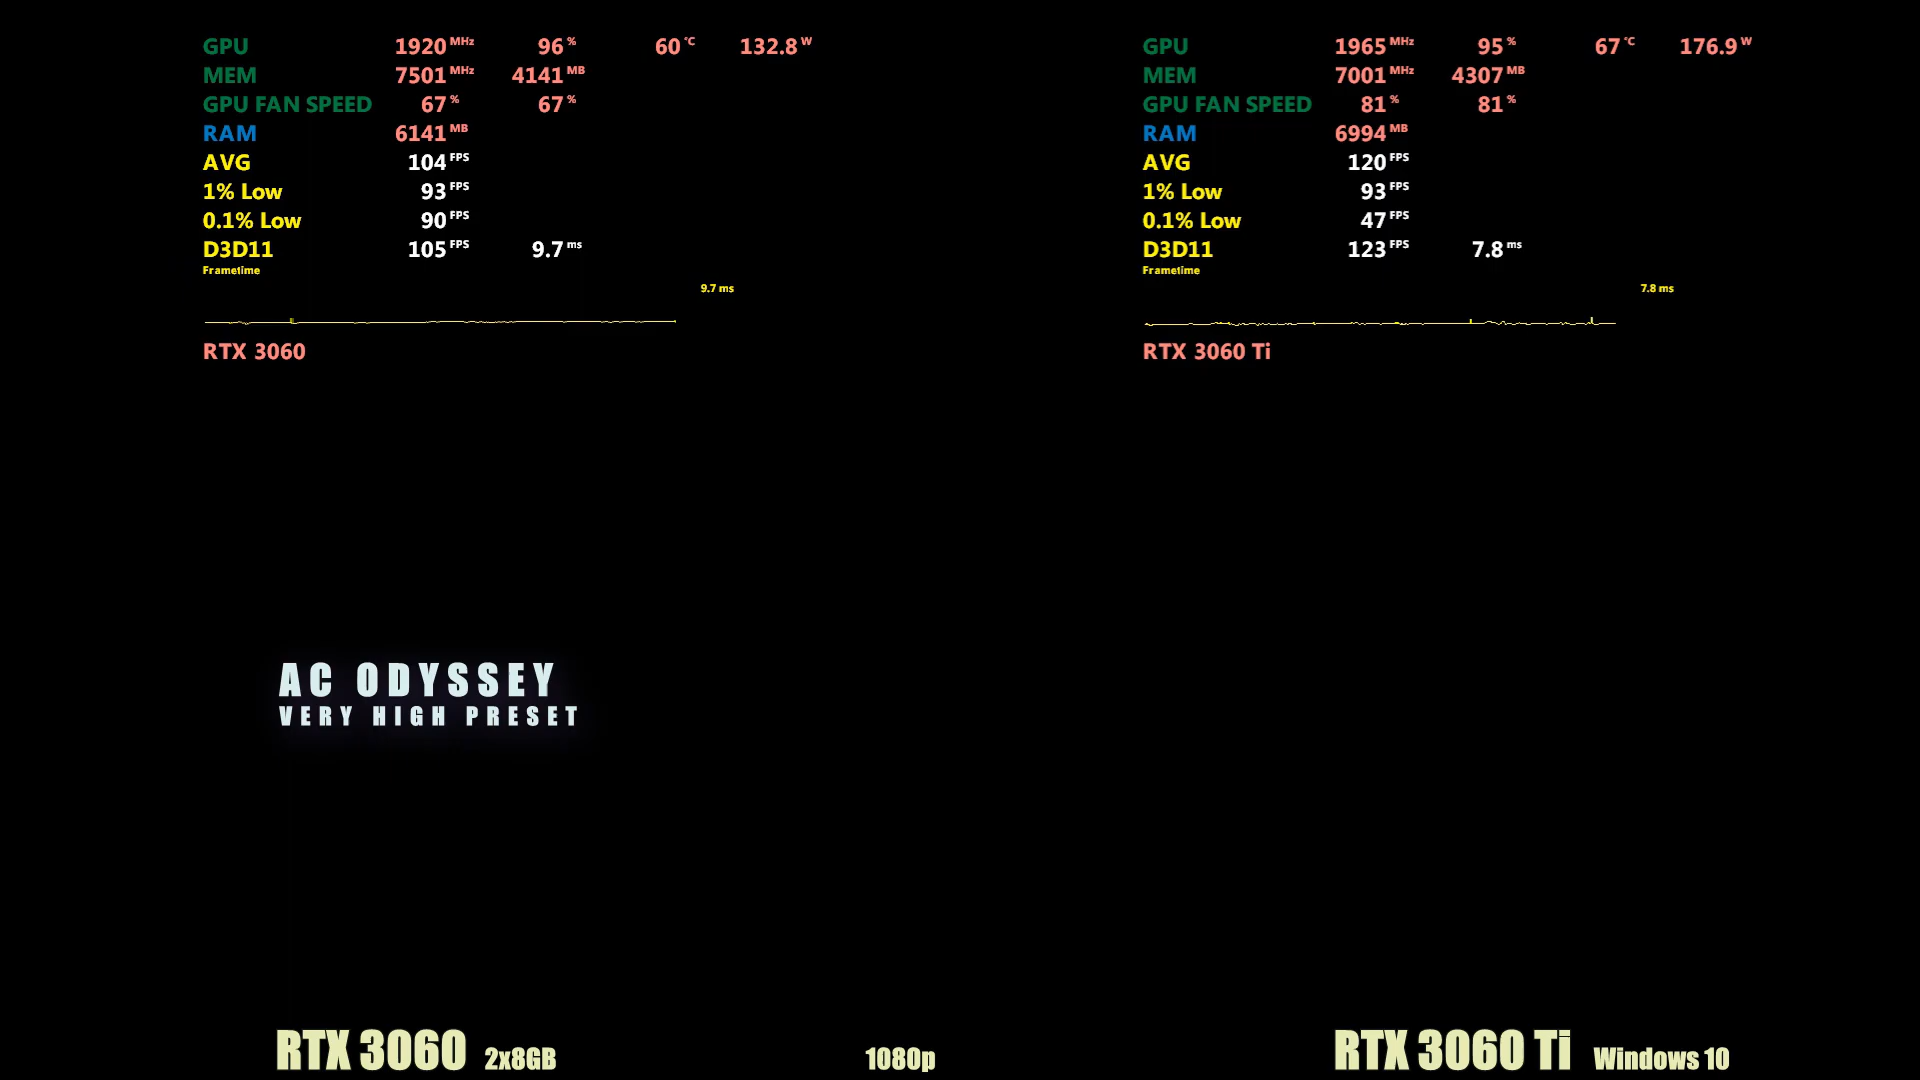 GPU 1920 MHz 96 % 60 °C 132.8 W
MEM 7501 MHz 4141 MB
GPU FAN SPEED 67 % 67 %
RAM 6141 MB
AVG 104 FPS
1% Low 93 FPS
0.1% Low 90 FPS
D3D11 105 FPS 9.7 ms
Frametime
9.7 ms
RTX 3060
GPU 1965 MHz 95 % 67 °C 176.9 W
MEM 7001 MHz 4307 MB
GPU FAN SPEED 81 % 81 %
RAM 6994 MB
AVG 120 FPS
1% Low 93 FPS
0.1% Low 47 FPS
D3D11 123 FPS 7.8 ms
Frametime
7.8 ms
RTX 3060 Ti
AC ODYSSEY
VERY HIGH PRESET
RTX 3060 2x8GB 1080p RTX 3060 Ti Windows 10